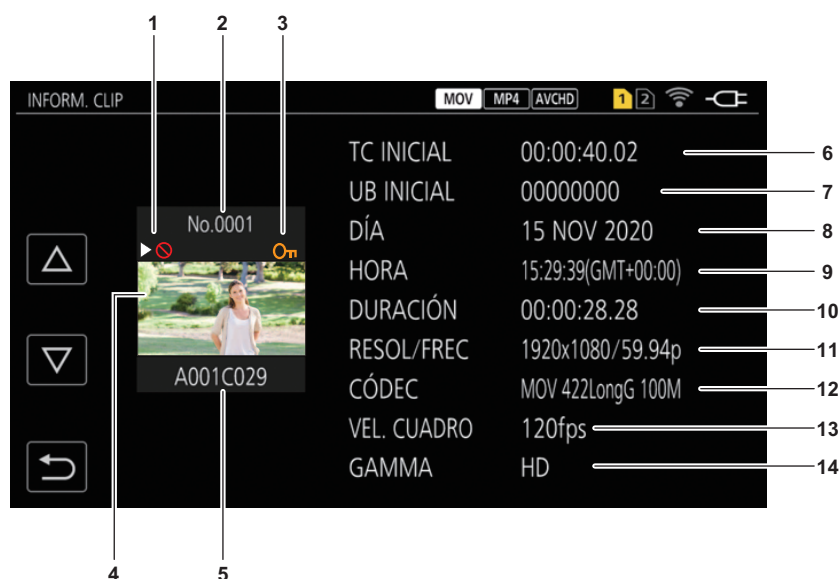 1 2 3
INFORM. CLIP MOV MP4 AVCHD 1 2
No.0001
A001C029
TC INICIAL 00:00:40.02
UB INICIAL 00000000
DÍA 15 NOV 2020
HORA 15:29:39(GMT+00:00)
DURACIÓN 00:00:28.28
RESOL/FREC 1920x1080/59.94p
CÓDEC MOV 422LongG 100M
VEL. CUADRO 120fps
GAMMA HD
6
7
8
9
10
11
12
13
14
4 5